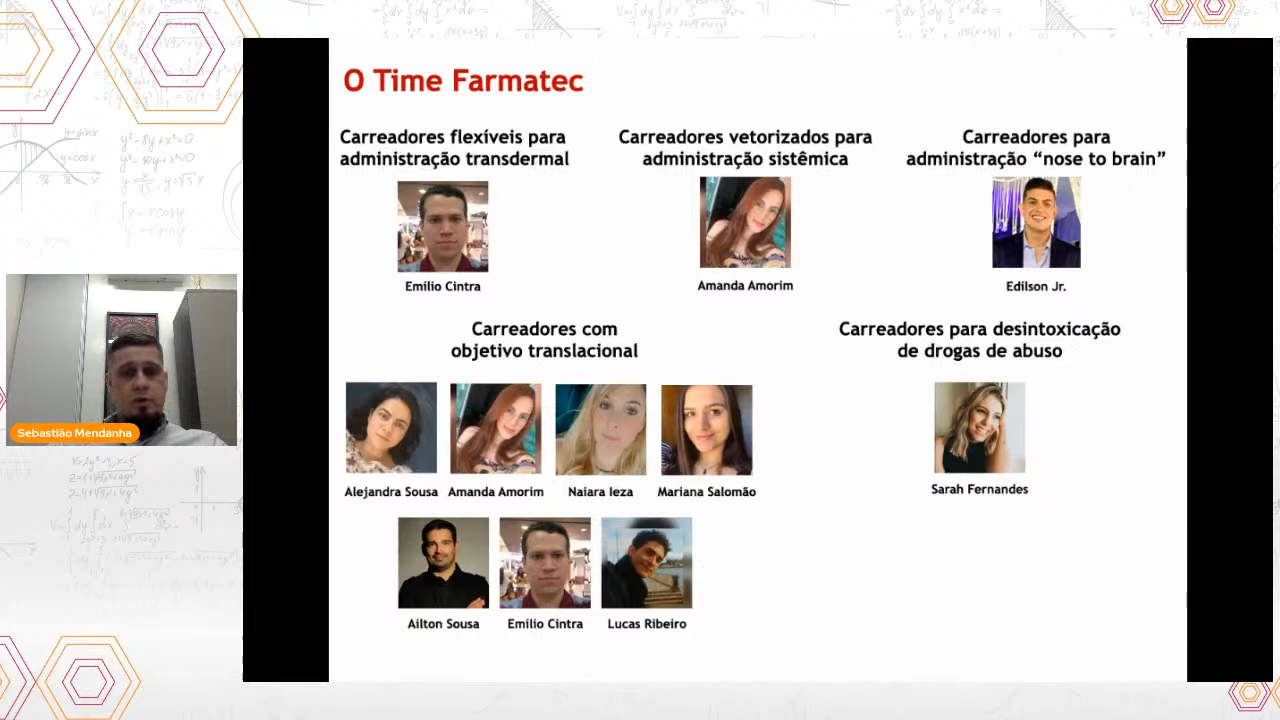 O Time Farmatec
Carreadores flexíveis para
administração transdermal
Emílio Cintra
Carreadores vetorizados para
administração sistêmica
Amanda Amorim
Carreadores para
administração “nose to brain”
Edilson Jr.
Carreadores com
objetivo translacional
Alejandra Sousa
Amanda Amorim
Naiara Ieza
Mariana Salomão
Ailton Sousa
Emílio Cintra
Lucas Ribeiro
Carreadores para desintoxicação
de drogas de abuso
Sarah Fernandes
Sebastião Mendanha